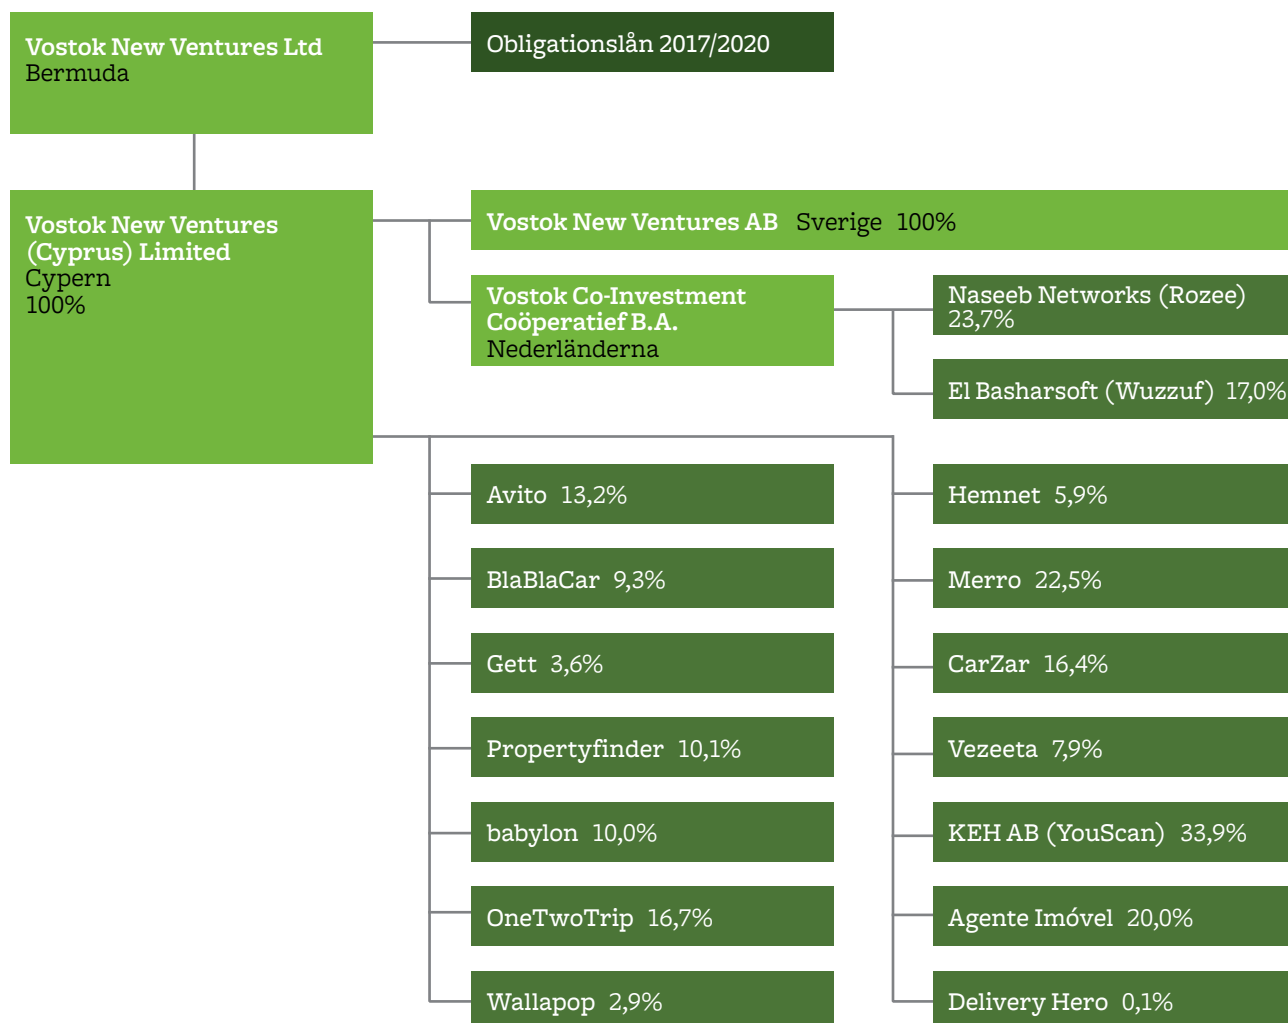 Vostok New Ventures Ltd
Bermuda
Obligationslån 2017/2020
Vostok New Ventures
(Cyprus) Limited
Cypern
100%
Vostok New Ventures AB Sverige 100%
Vostok Co-Investment
Coöperatief B.A.
Nederländerna
Naseeb Networks (Rozee)
23,7%
El Basharsoft (Wuzzuf) 17,0%
Avito 13,2%
BlaBlaCar 9,3%
Gett 3,6%
Propertyfinder 10,1%
babylon 10,0%
OneTwoTrip 16,7%
Wallapop 2,9%
Hemnet 5,9%
Merro 22,5%
CarZar 16,4%
Vezeeta 7,9%
KEH AB (YouScan) 33,9%
Agente Imóvel 20,0%
Delivery Hero 0,1%